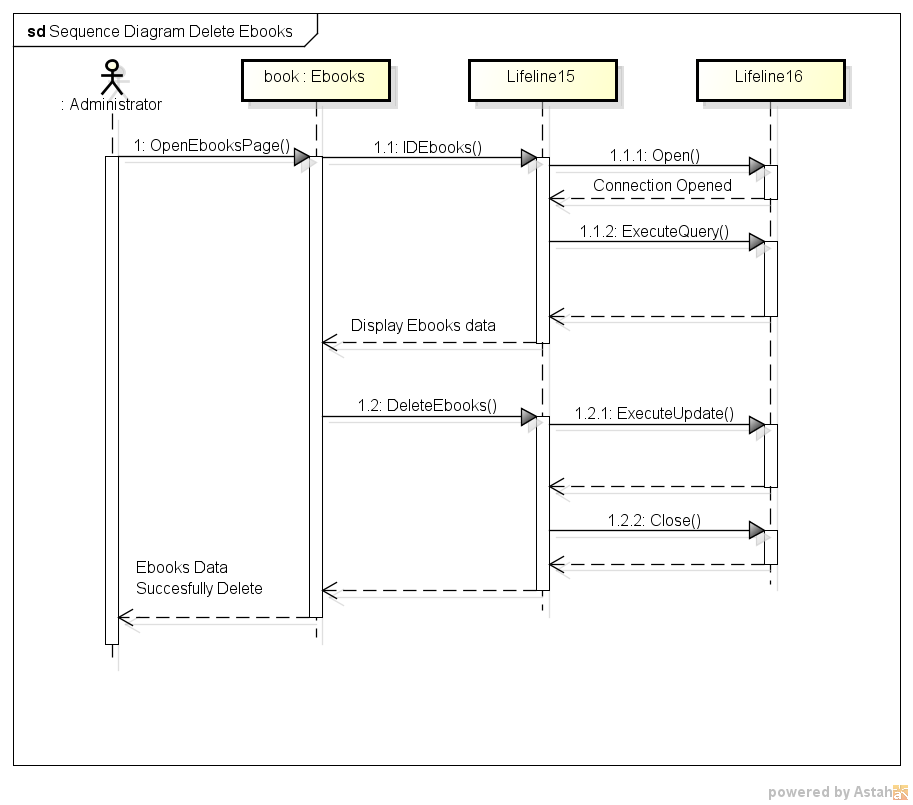 sd Sequence Diagram Delete Ebooks
: Administrator
book : Ebooks
Lifeline15
Lifeline16
1: OpenEbooksPage()
1.1: IDEbooks()
1.1.1: Open()
Connection Opened
1.1.2: ExecuteQuery()
Display Ebooks data
1.2: DeleteEbooks()
1.2.1: ExecuteUpdate()
1.2.2: Close()
Ebooks Data
Succesfully Delete
powered by Astah